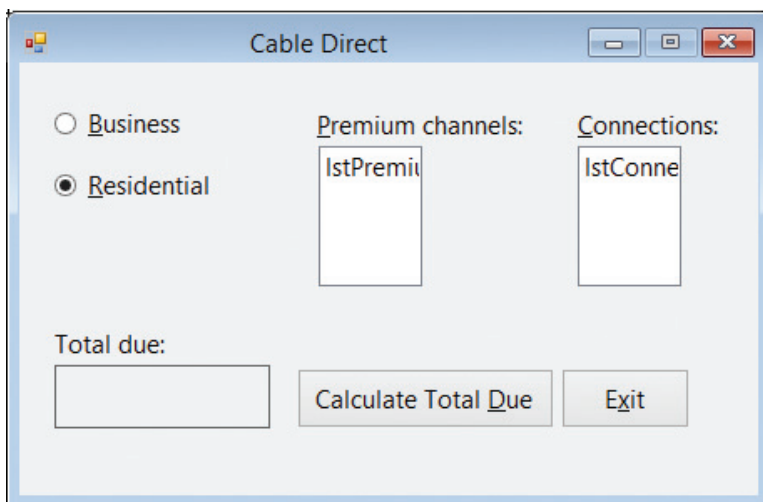 Cable Direct
Business
Premium channels:
Connections:
lstPremiu
lstConne
Residential
Total due:
Calculate Total Due
Exit